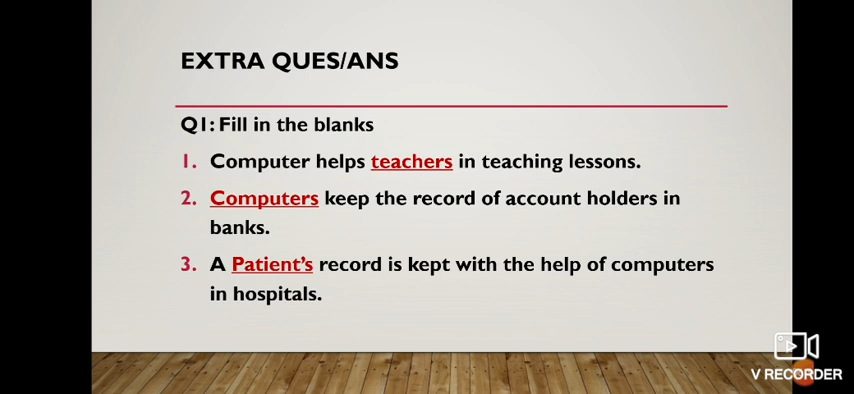 EXTRA QUES/ANS
Q1: Fill in the blanks
1. Computer helps teachers in teaching lessons.
2. Computers keep the record of account holders in
banks.
3. A Patient's record is kept with the help of computers
in hospitals.
V RECORDER